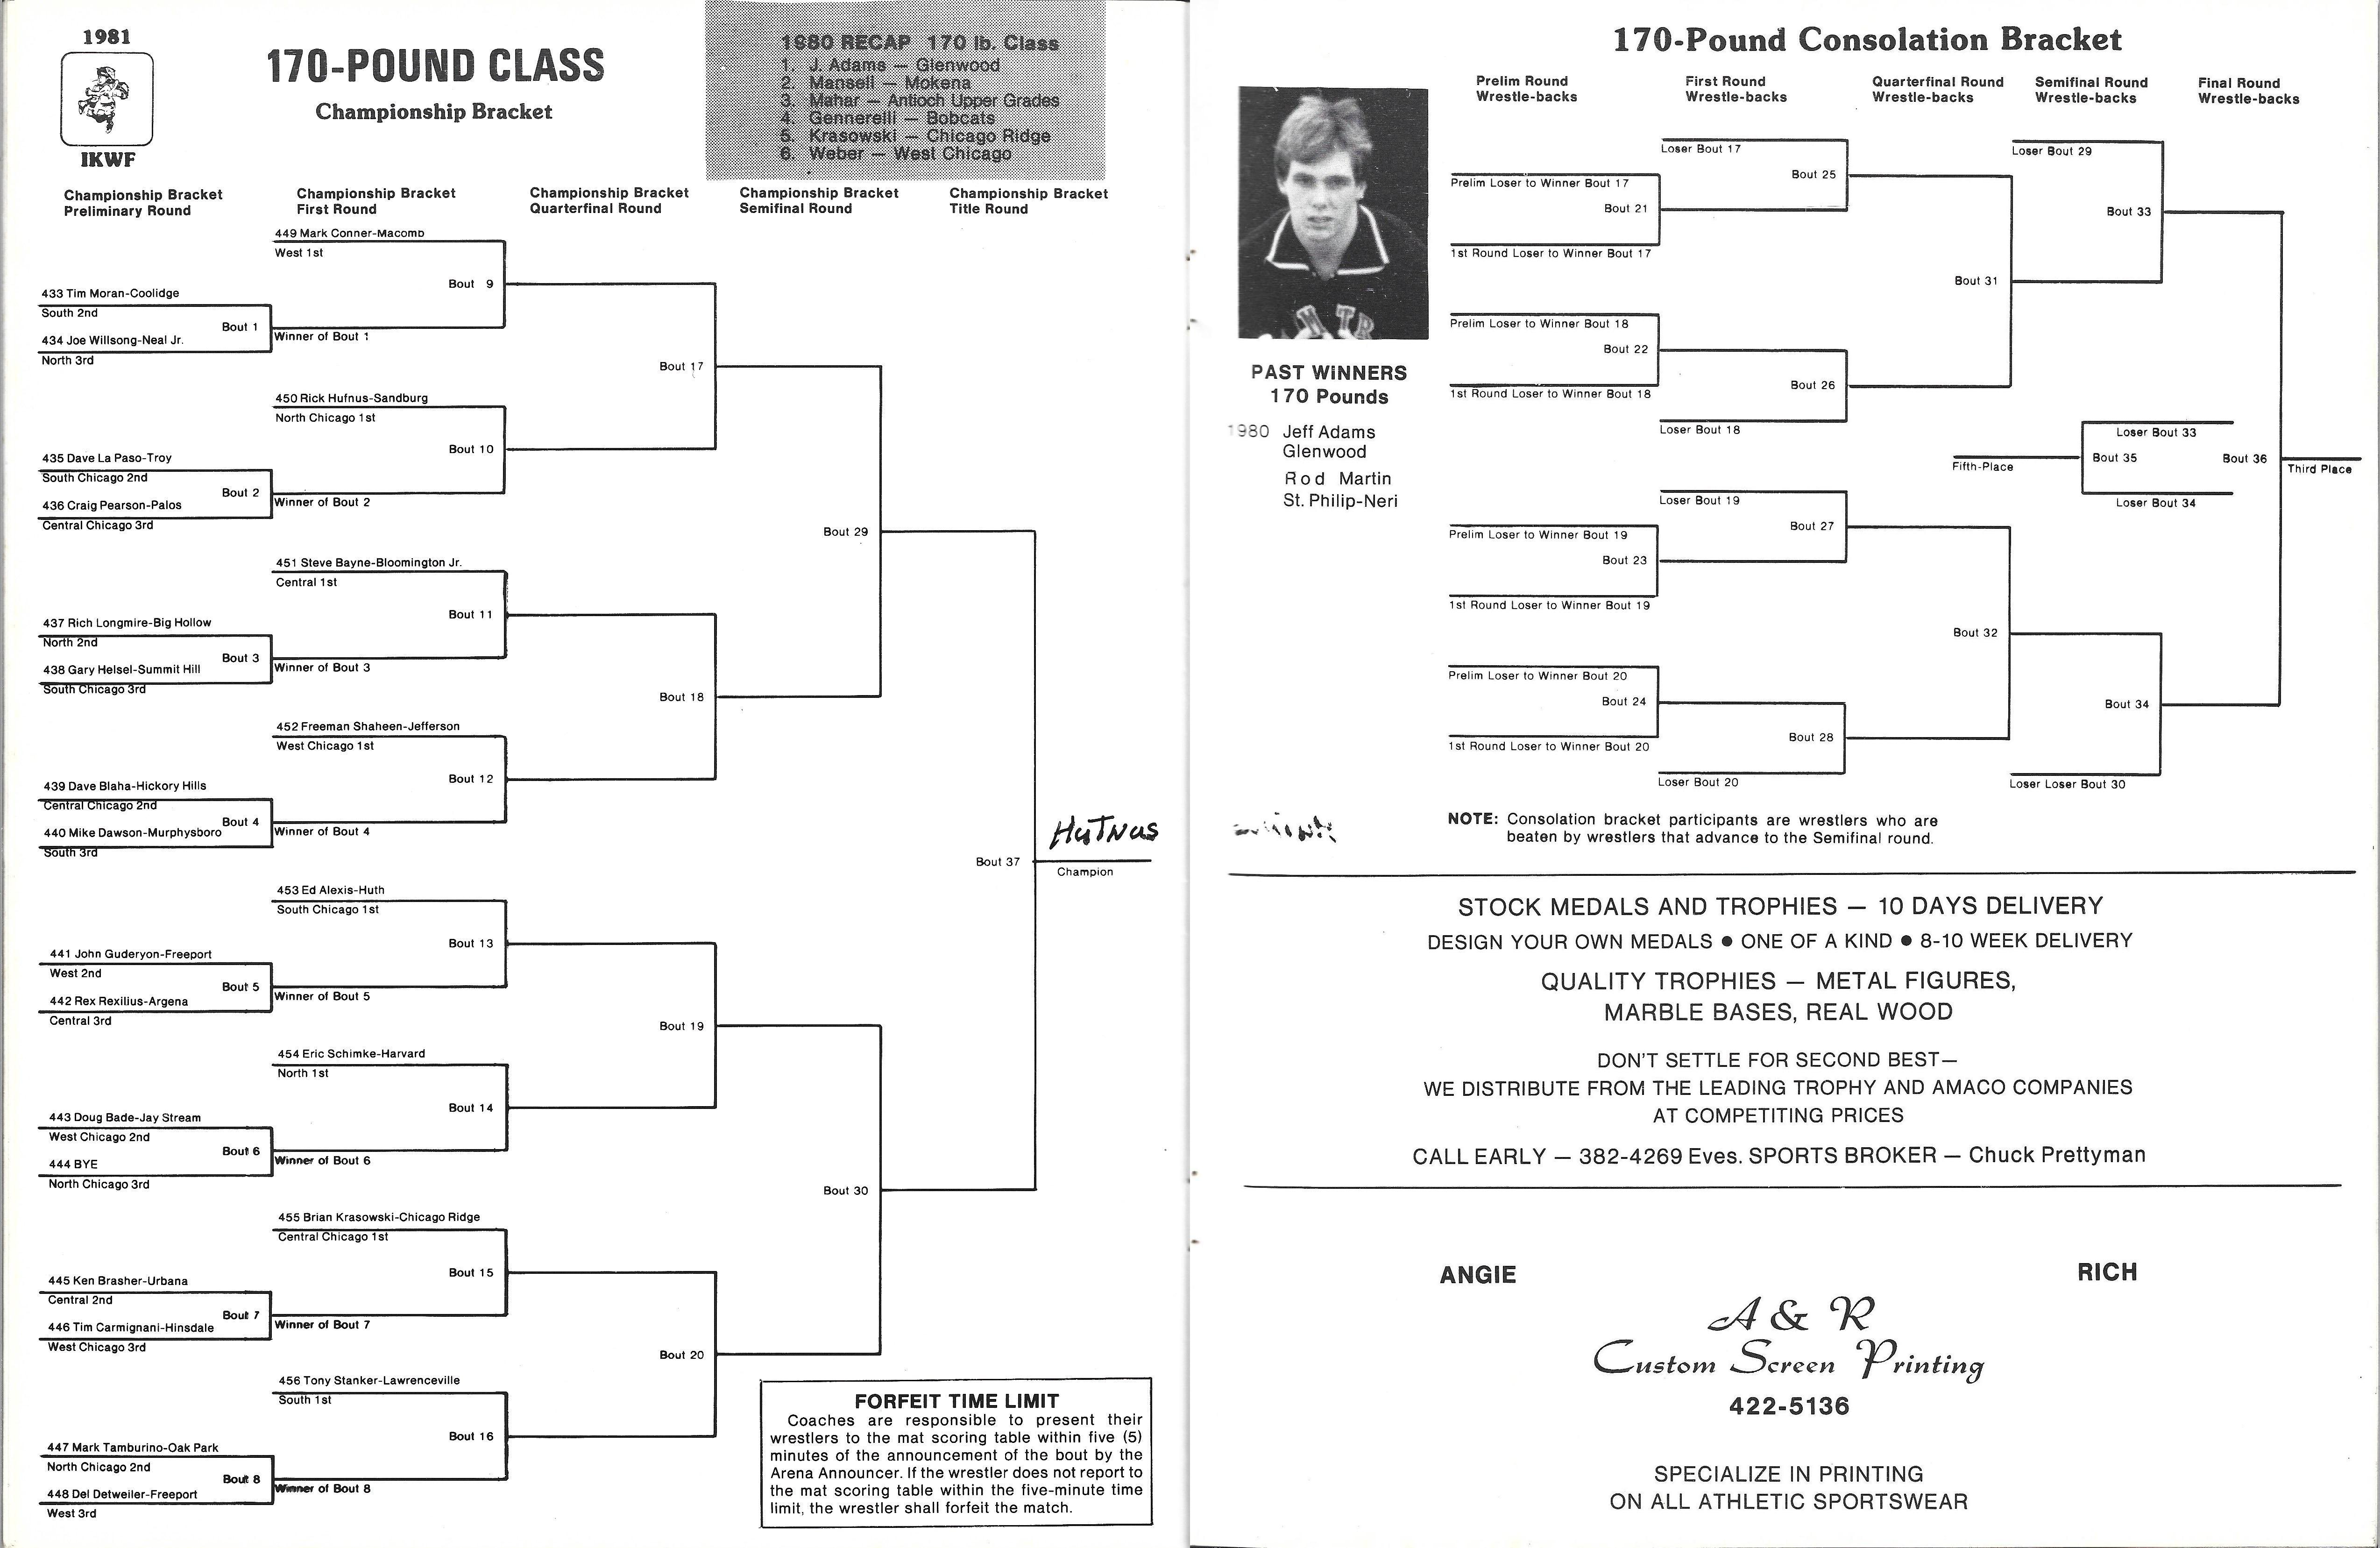 1981
IKWF
170-POUND CLASS
Championship Bracket
1980 RECAP 170 lb. Class
1. J. Adams — Glenwood
2. Mansell — Mokena
3. Mahar — Antioch Upper Grades
4. Gennerelli — Bobcats
5. Krasowski — Chicago Ridge
6. Weber — West Chicago
Championship Bracket
Preliminary Round
Championship Bracket
First Round
Championship Bracket
Quarterfinal Round
Championship Bracket
Semifinal Round
Championship Bracket
Title Round
433 Tim Moran-Coolidge
South 2nd
Bout 1
434 Joe Willsong-Neal Jr.
North 3rd
435 Dave La Paso-Troy
South Chicago 2nd
Bout 2
436 Craig Pearson-Palos
Central Chicago 3rd
437 Rich Longmire-Big Hollow
North 2nd
Bout 3
438 Gary Helsel-Summit Hill
South Chicago 3rd
439 Dave Blaha-Hickory Hills
Central Chicago 2nd
Bout 4
440 Mike Dawson-Murphysboro
South 3rd
441 John Guderyon-Freeport
West 2nd
Bout 5
442 Rex Rexilius-Argena
Central 3rd
443 Doug Bade-Jay Stream
West Chicago 2nd
Bout 6
444 BYE
North Chicago 3rd
445 Ken Brasher-Urbana
Central 2nd
Bout 7
446 Tim Carmignani-Hinsdale
West Chicago 3rd
447 Mark Tamburino-Oak Park
North Chicago 2nd
Bout 8
448 Del Detweiler-Freeport
West 3rd
449 Mark Conner-Macomb
West 1st
Bout 9
Winner of Bout 1
450 Rick Hufnus-Sandburg
North Chicago 1st
Bout 10
Winner of Bout 2
451 Steve Bayne-Bloomington Jr.
Central 1st
Bout 11
Winner of Bout 3
452 Freeman Shaheen-Jefferson
West Chicago 1st
Bout 12
Winner of Bout 4
453 Ed Alexis-Huth
South Chicago 1st
Bout 13
Winner of Bout 5
454 Eric Schimke-Harvard
North 1st
Bout 14
Winner of Bout 6
455 Brian Krasowski-Chicago Ridge
Central Chicago 1st
Bout 15
Winner of Bout 7
456 Tony Stanker-Lawrenceville
South 1st
Bout 16
Winner of Bout 8
Bout 17
Bout 18
Bout 19
Bout 20
Bout 29
Bout 30
Bout 37
HufNus
Champion
FORFEIT TIME LIMIT
Coaches are responsible to present their
wrestlers to the mat scoring table within five (5)
minutes of the announcement of the bout by the
Arena Announcer. If the wrestler does not report to
the mat scoring table within the five-minute time
limit, the wrestler shall forfeit the match.
170-Pound Consolation Bracket
Prelim Round
Wrestle-backs
First Round
Wrestle-backs
Quarterfinal Round
Wrestle-backs
Semifinal Round
Wrestle-backs
Final Round
Wrestle-backs
PAST WINNERS
170 Pounds
1980 Jeff Adams
Glenwood
Rod Martin
St. Philip-Neri
Prelim Loser to Winner Bout 17
Bout 21
1st Round Loser to Winner Bout 17
Prelim Loser to Winner Bout 18
Bout 22
1st Round Loser to Winner Bout 18
Prelim Loser to Winner Bout 19
Bout 23
1st Round Loser to Winner Bout 19
Prelim Loser to Winner Bout 20
Bout 24
1st Round Loser to Winner Bout 20
Loser Bout 17
Bout 25
Bout 26
Loser Bout 18
Loser Bout 19
Bout 27
Bout 28
Loser Bout 20
Bout 31
Bout 32
Loser Bout 29
Bout 33
Bout 34
Loser Loser Bout 30
Loser Bout 33
Fifth-Place
Bout 35
Loser Bout 34
Bout 36
Third Place
NOTE: Consolation bracket participants are wrestlers who are
beaten by wrestlers that advance to the Semifinal round.
STOCK MEDALS AND TROPHIES — 10 DAYS DELIVERY
DESIGN YOUR OWN MEDALS ● ONE OF A KIND ● 8-10 WEEK DELIVERY
QUALITY TROPHIES — METAL FIGURES,
MARBLE BASES, REAL WOOD
DON'T SETTLE FOR SECOND BEST—
WE DISTRIBUTE FROM THE LEADING TROPHY AND AMACO COMPANIES
AT COMPETITING PRICES
CALL EARLY — 382-4269 Eves. SPORTS BROKER — Chuck Prettyman
ANGIE
RICH
A & R
Custom Screen Printing
422-5136
SPECIALIZE IN PRINTING
ON ALL ATHLETIC SPORTSWEAR